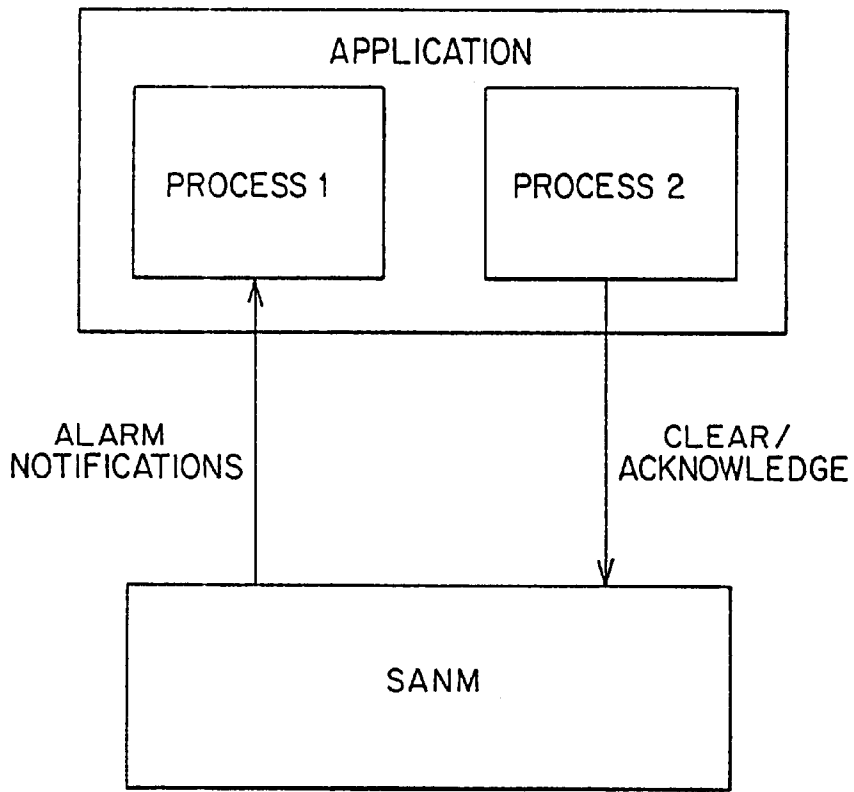 APPLICATION
PROCESS 1
PROCESS 2
ALARM
NOTIFICATIONS
CLEAR/
ACKNOWLEDGE
SANM